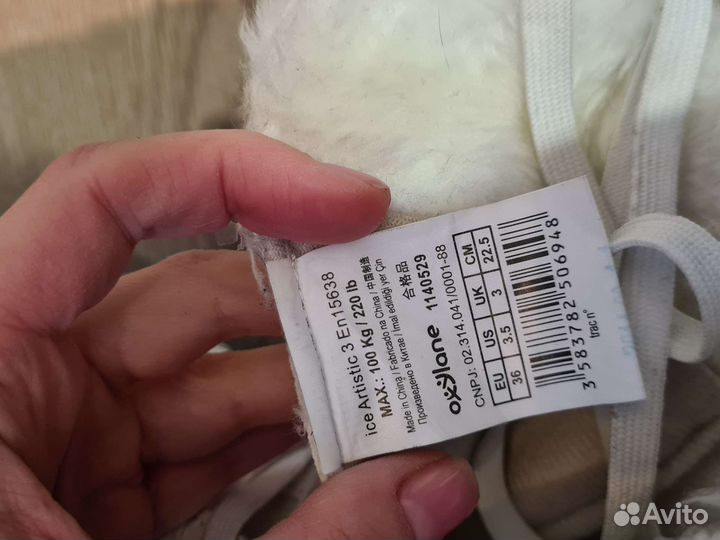 ice Artistic 3 En15638
MAX.: 100 Kg / 220 lb
Made in China / Fabricado na China / 中国制造
Произведено в Китае / Imal edildiği yer Çin
合格品
oxylane 1140529
CNPJ: 02.314.041/0001-88
EU US UK CM
36 3.5 3 22.5
3 583782 506948
trac n°
Avito